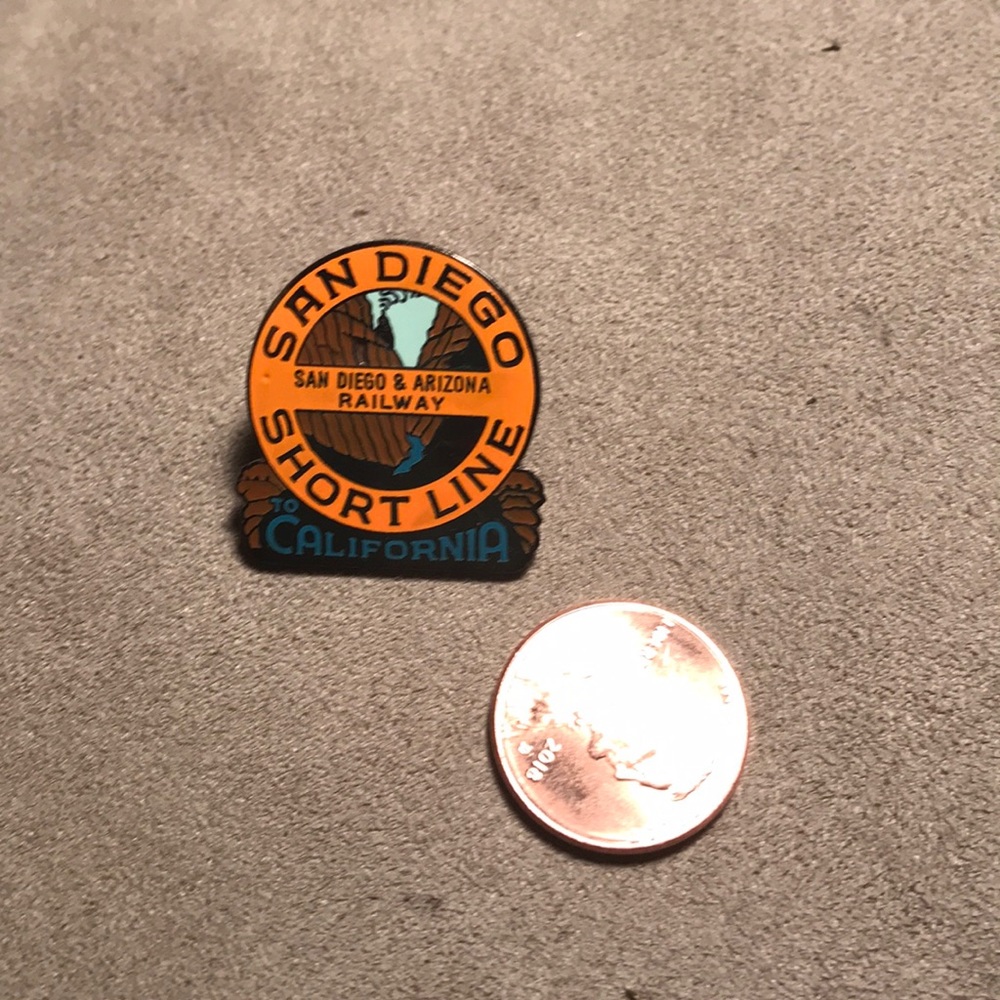 SAN DIEGO
SAN DIEGO & ARIZONA
RAILWAY
SHORT LINE
TO
CALIFORNIA
2018